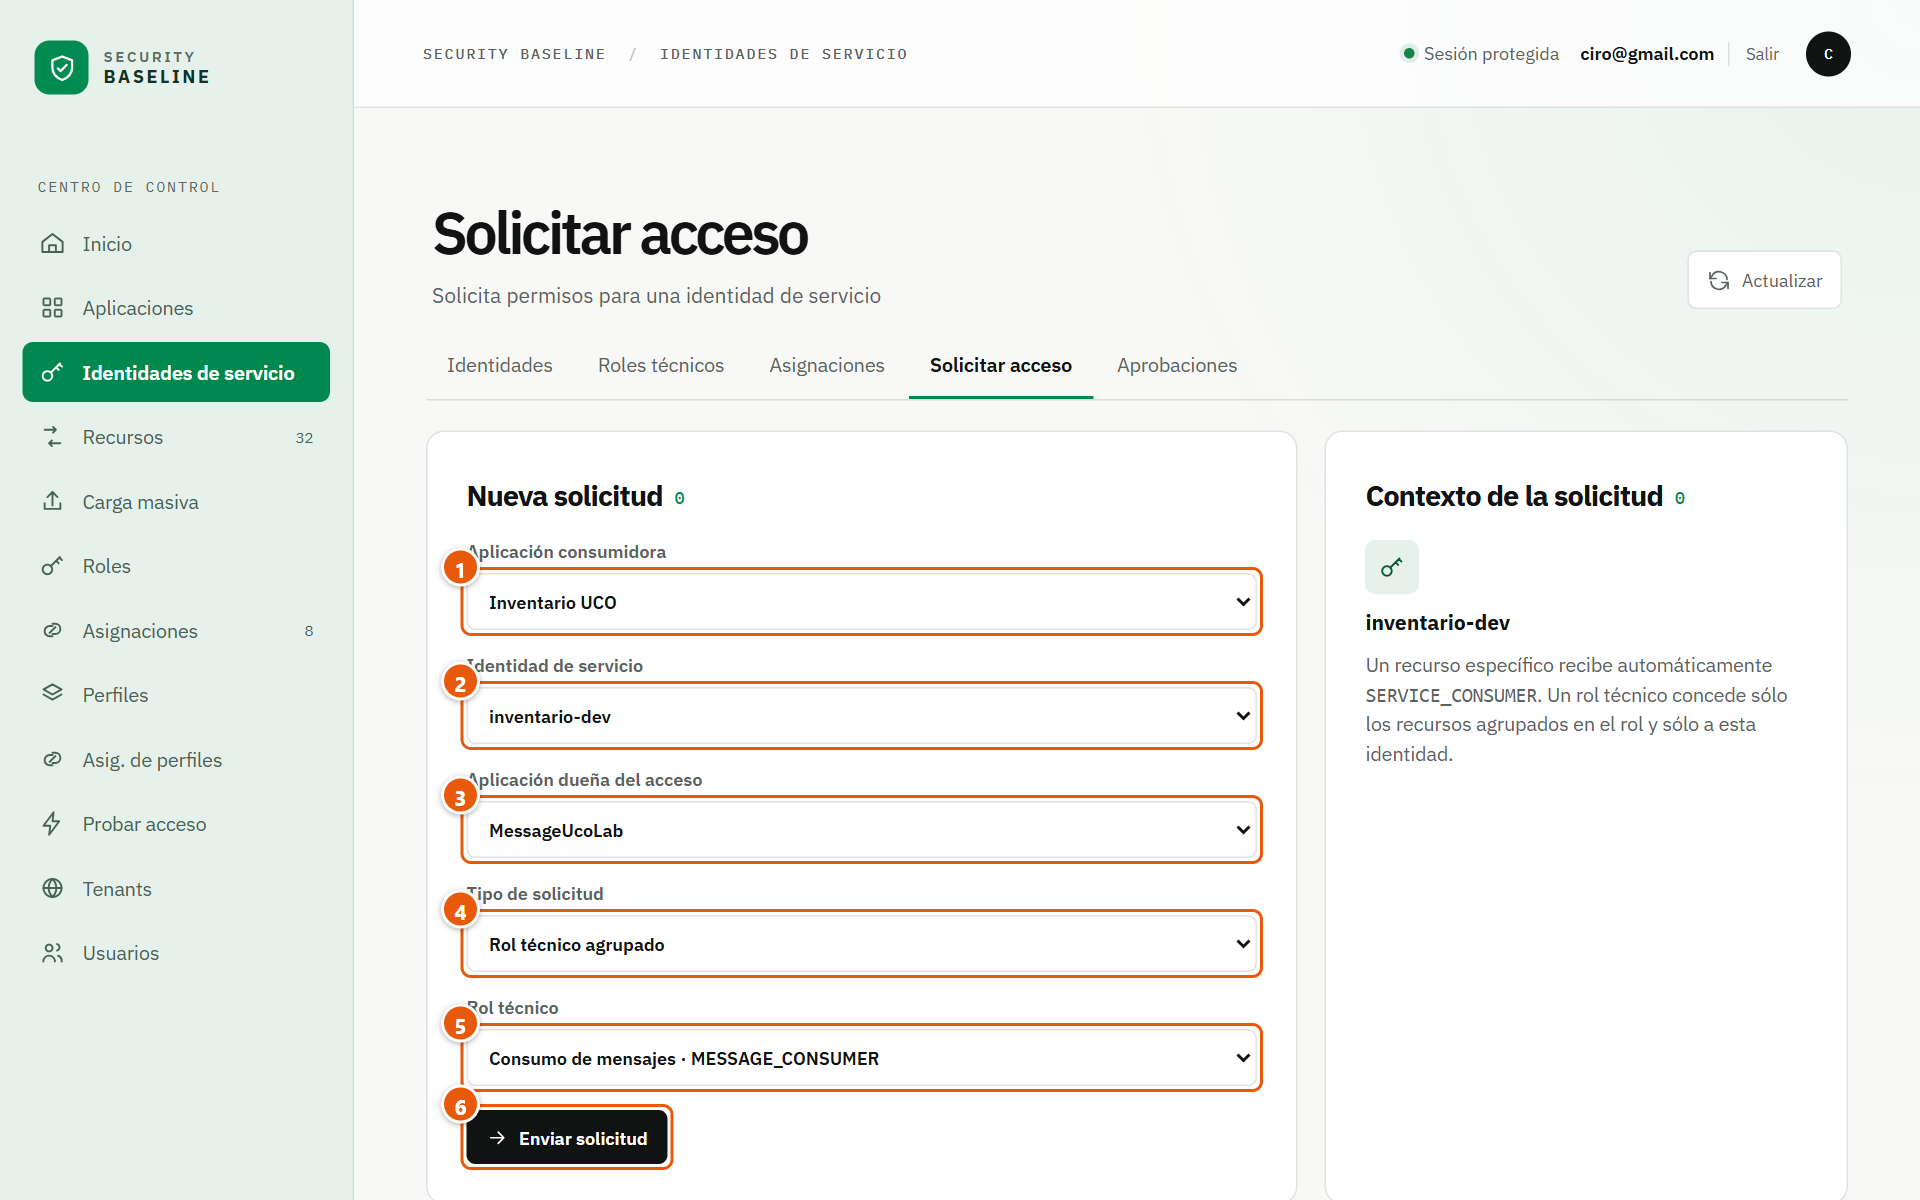 SECURITY
BASELINE
CENTRO DE CONTROL
Inicio
Aplicaciones
Identidades de servicio
Recursos 32
Carga masiva
Roles
Asignaciones 8
Perfiles
Asig. de perfiles
Probar acceso
Tenants
Usuarios
SECURITY BASELINE / IDENTIDADES DE SERVICIO
Sesión protegida ciro@gmail.com Salir C
Solicitar acceso
Solicita permisos para una identidad de servicio
Actualizar
Identidades Roles técnicos Asignaciones Solicitar acceso Aprobaciones
Nueva solicitud 0
Aplicación consumidora
1
Inventario UCO
Identidad de servicio
2
inventario-dev
Aplicación dueña del acceso
3
MessageUcoLab
Tipo de solicitud
4
Rol técnico agrupado
Rol técnico
5
Consumo de mensajes · MESSAGE_CONSUMER
6
Enviar solicitud
Contexto de la solicitud 0
inventario-dev
Un recurso específico recibe automáticamente
SERVICE_CONSUMER. Un rol técnico concede sólo
los recursos agrupados en el rol y sólo a esta
identidad.